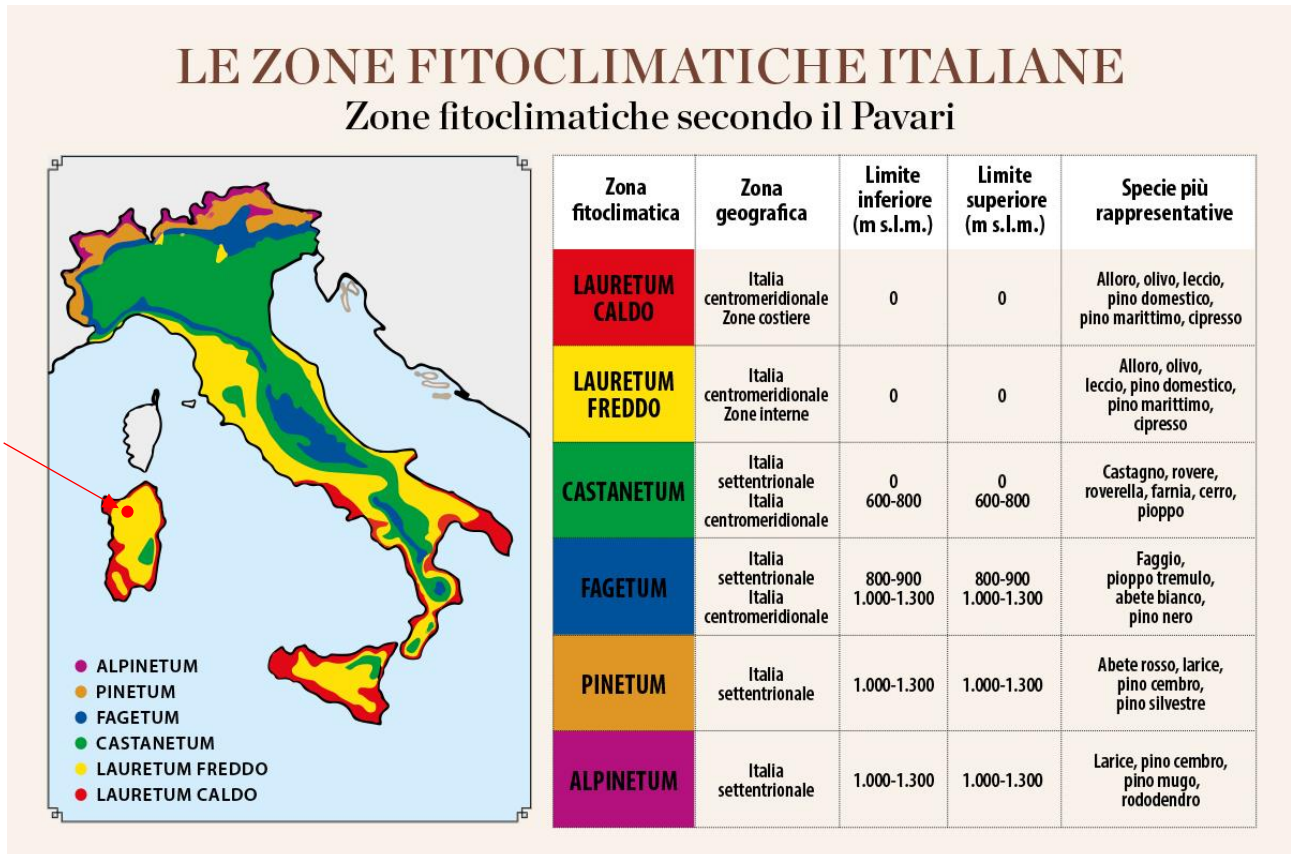 LE ZONE FITOCLIMATICHE ITALIANE
Zone fitoclimatiche secondo il Pavari
ALPINETUM
PINETUM
FAGETUM
CASTANETUM
LAURETUM FREDDO
LAURETUM CALDO
Zona
fitoclimatica
Zona
geografica
Limite
inferiore
(m s.l.m.)
Limite
superiore
(m s.l.m.)
Specie più
rappresentative
LAURETUM
CALDO
Italia
centromeridionale
Zone costiere
0
0
Alloro, olivo, leccio,
pino domestico,
pino marittimo, cipresso
LAURETUM
FREDDO
Italia
centromeridionale
Zone interne
0
0
Alloro, olivo,
leccio, pino domestico,
pino marittimo,
cipresso
CASTANETUM
Italia
settentrionale
Italia
centromeridionale
0
600-800
0
600-800
Castagno, rovere,
roverella, farnia, cerro,
pioppo
FAGETUM
Italia
settentrionale
Italia
centromeridionale
800-900
1.000-1.300
800-900
1.000-1.300
Faggio,
pioppo tremulo,
abete bianco,
pino nero
PINETUM
Italia
settentrionale
1.000-1.300
1.000-1.300
Abete rosso, larice,
pino cembro,
pino silvestre
ALPINETUM
Italia
settentrionale
1.000-1.300
1.000-1.300
Larice, pino cembro,
pino mugo,
rododendro